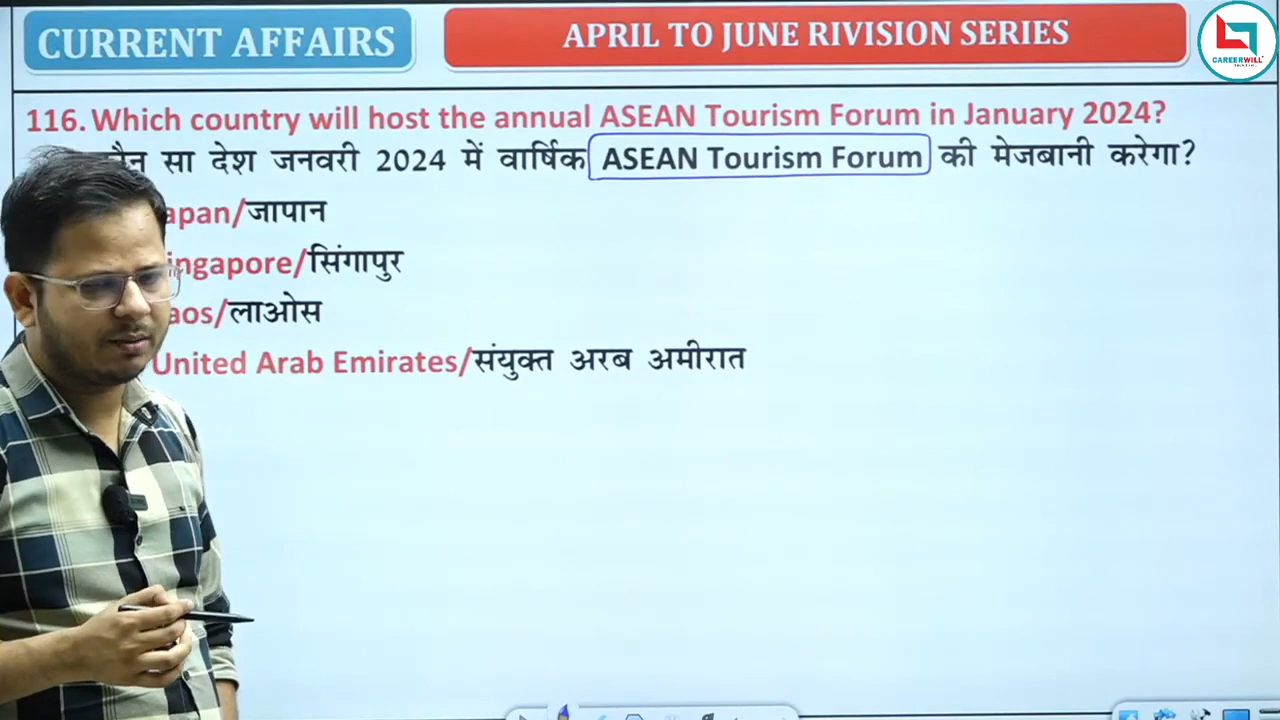 CURRENT AFFAIRS
APRIL TO JUNE RIVISION SERIES
CAREERWILL
116. Which country will host the annual ASEAN Tourism Forum in January 2024?
सा देश जनवरी 2024 में वार्षिक ASEAN Tourism Forum की मेजबानी करेगा?
apan/जापान
ingapore/सिंगापुर
aos/लाओस
United Arab Emirates/संयुक्त अरब अमीरात